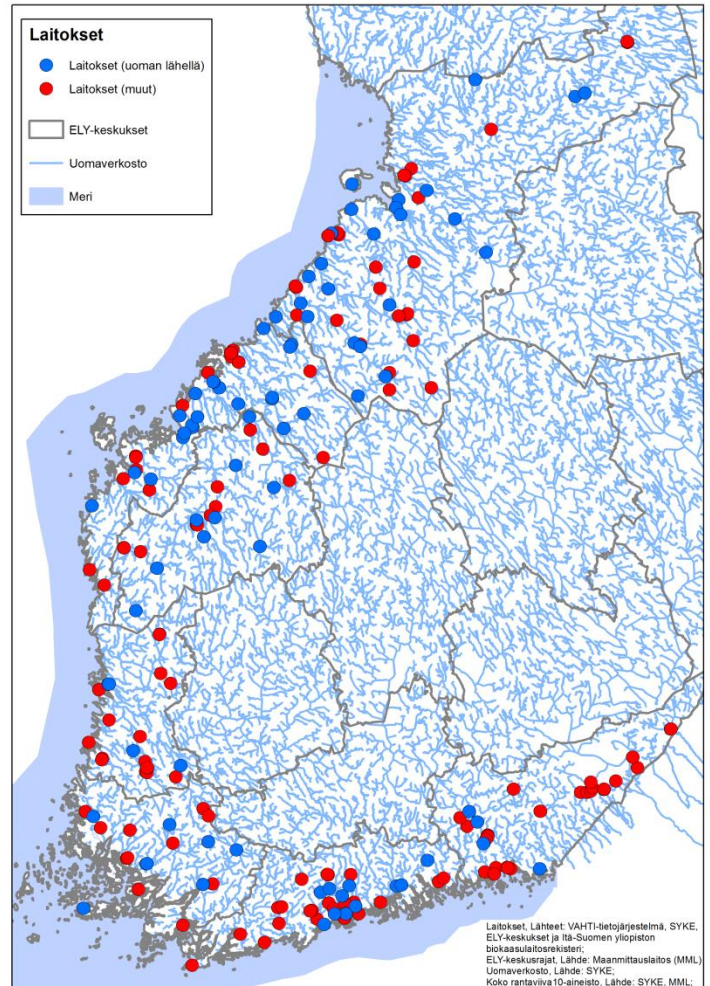 Laitokset
Laitokset (uoman lähellä)
Laitokset (muut)
ELY-keskukset
Uomaverkosto
Meri
Laitokset, Lähteet: VAHTI-tietojärjestelmä, SYKE,
ELY-keskukset ja Itä-Suomen yliopiston
biokaasulaitosrekisteri;
ELY-keskusrajat, Lähde: Maanmittauslaitos (MML)
Uomaverkosto, Lähde: SYKE;
Koko rantaviiva10-aineisto, Lähde: SYKE, MML;